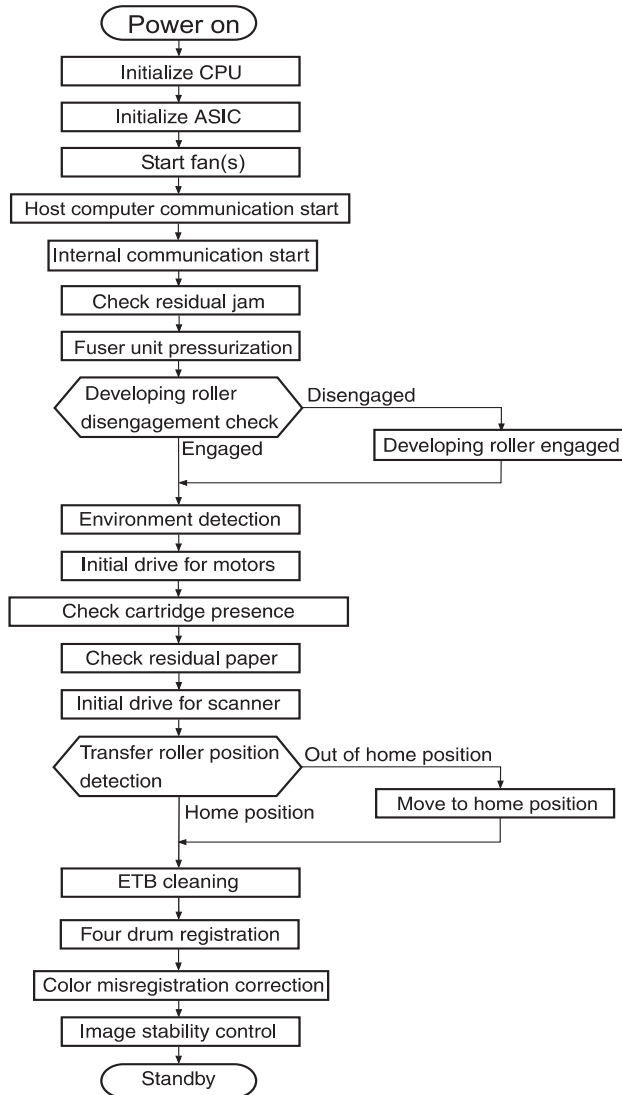 Power on
Initialize CPU
Initialize ASIC
Start fan(s)
Host computer communication start
Internal communication start
Check residual jam
Fuser unit pressurization
Developing roller
disengagement check
Disengaged
Engaged
Developing roller engaged
Environment detection
Initial drive for motors
Check cartridge presence
Check residual paper
Initial drive for scanner
Transfer roller position
detection
Out of home position
Home position
Move to home position
ETB cleaning
Four drum registration
Color misregistration correction
Image stability control
Standby